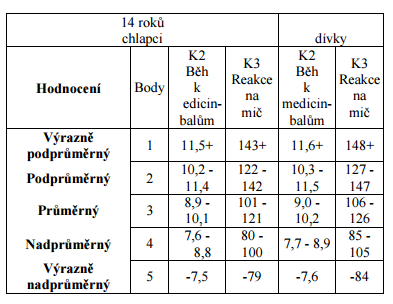 14 roků
chlapci
dívky
Hodnocení
Body
K2
Běh
k
edicin-
balům
K3
Reakce
na
míč
K2
Běh
k
medicin-
balům
K3
Reakce
na
míč
Výrazně
podprůměrný
1
11,5+
143+
11,6+
148+
Podprůměrný
2
10,2 -
11,4
122 -
142
10,3 -
11,5
127 -
147
Průměrný
3
8,9 -
10,1
101 -
121
9,0 -
10,2
106 -
126
Nadprůměrný
4
7,6 -
8,8
80 -
100
7,7 - 8,9
85 -
105
Výrazně
nadprůměrný
5
-7,5
-79
-7,6
-84